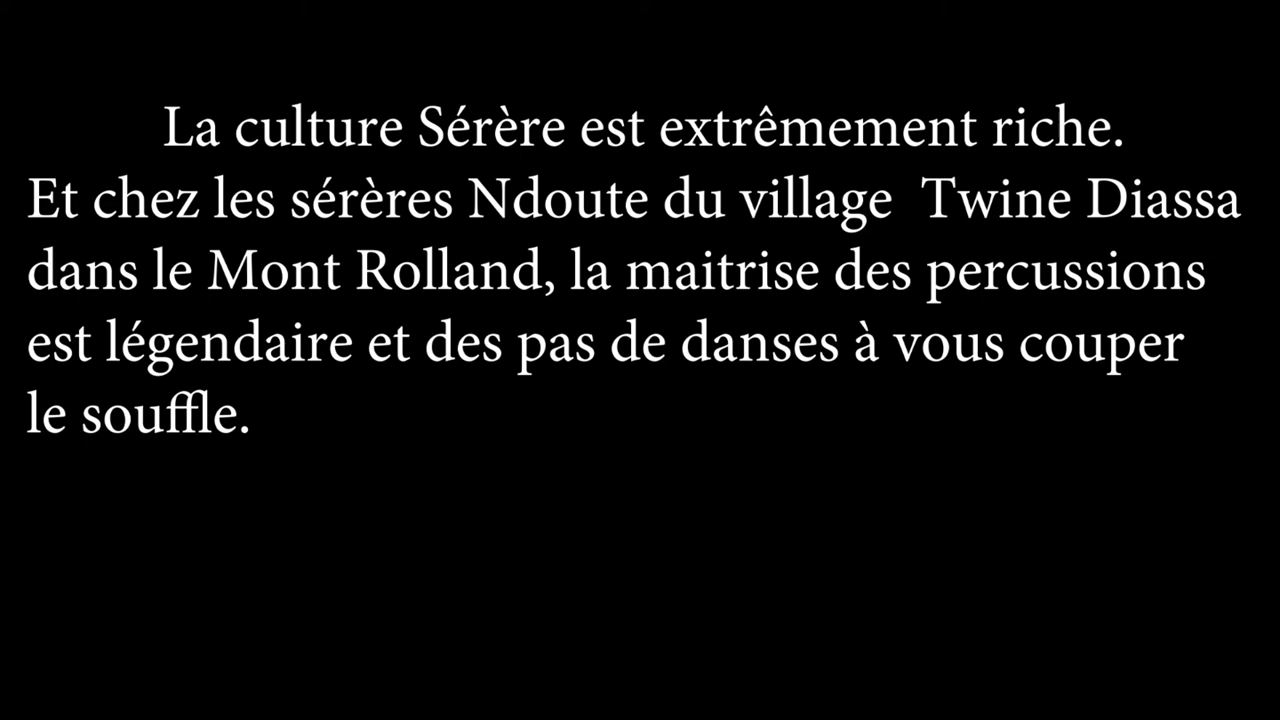 La culture Sérère est extrêmement riche.
Et chez les sérères Ndoute du village  Twine Diassa
dans le Mont Rolland, la maitrise des percussions
est légendaire et des pas de danses à vous couper
le souffle.